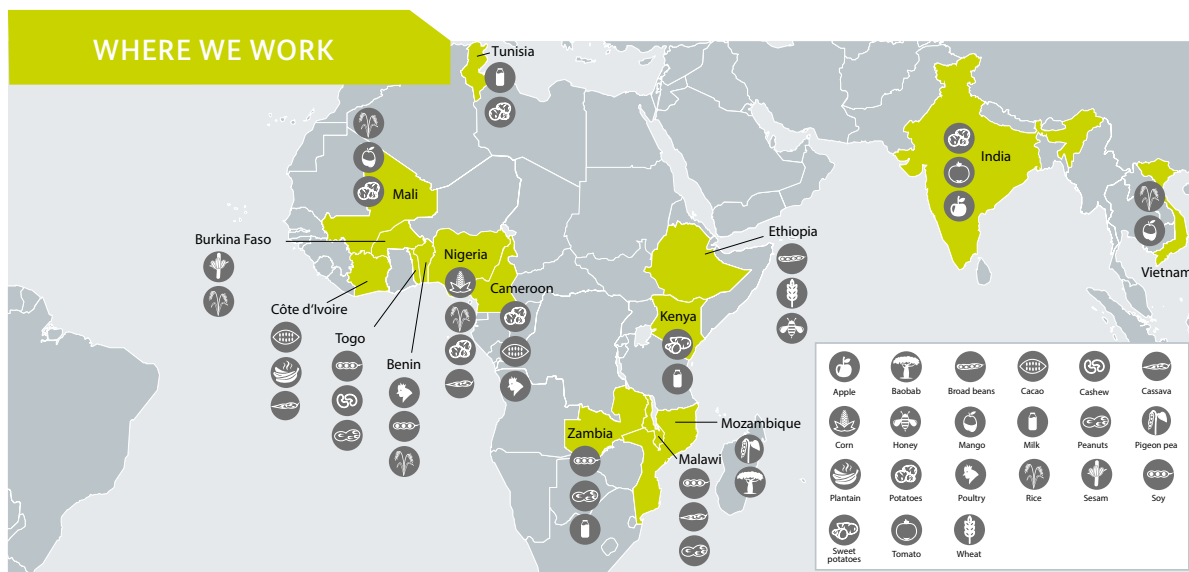 WHERE WE WORK
Tunisia
Mali
India
Burkina Faso
Nigeria
Ethiopia
Vietnam
Cameroon
Côte d'Ivoire
Togo
Kenya
Benin
Mozambique
Zambia
Malawi
Apple
Baobab
Broad beans
Cacao
Cashew
Cassava
Corn
Honey
Mango
Milk
Peanuts
Pigeon pea
Plantain
Potatoes
Poultry
Rice
Sesam
Soy
Sweet
potatoes
Tomato
Wheat